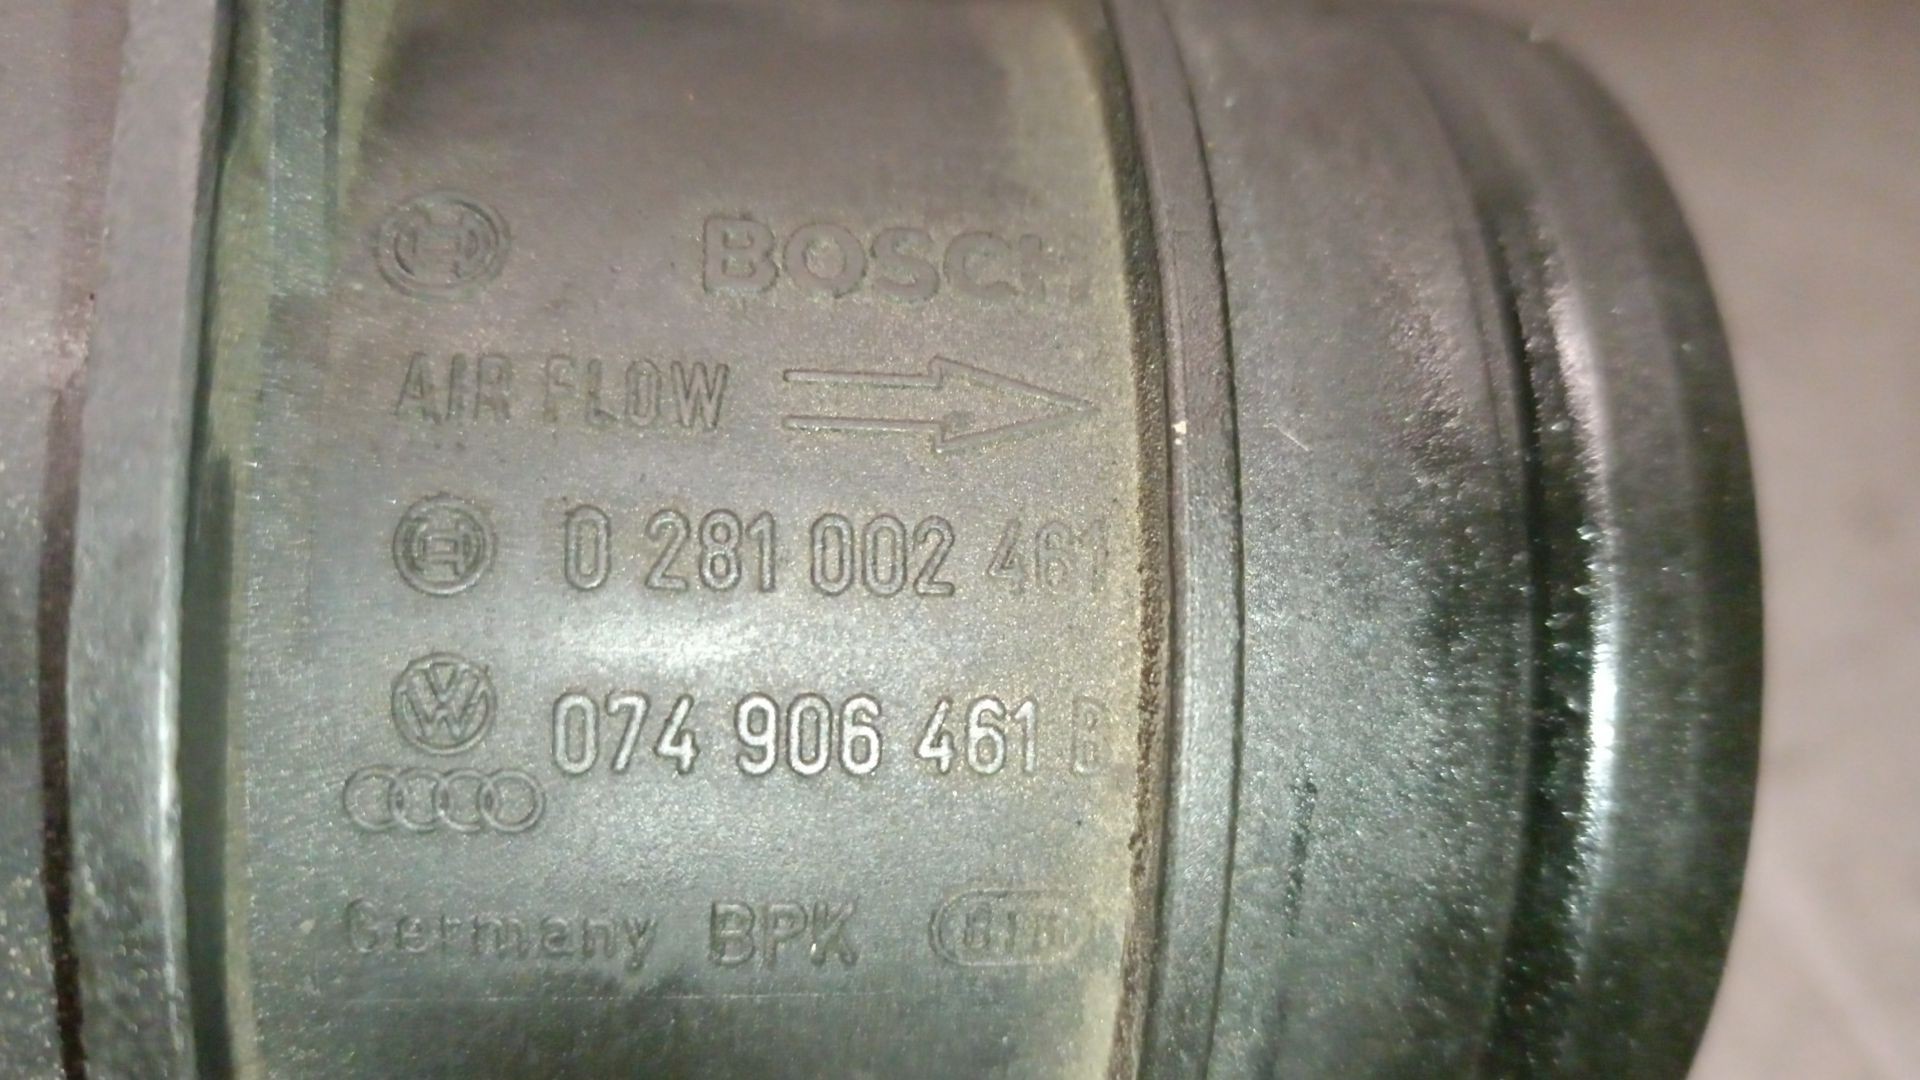 BOSCH
AIR FLOW
0 281 002 461
074 906 461 B
Germany BPK